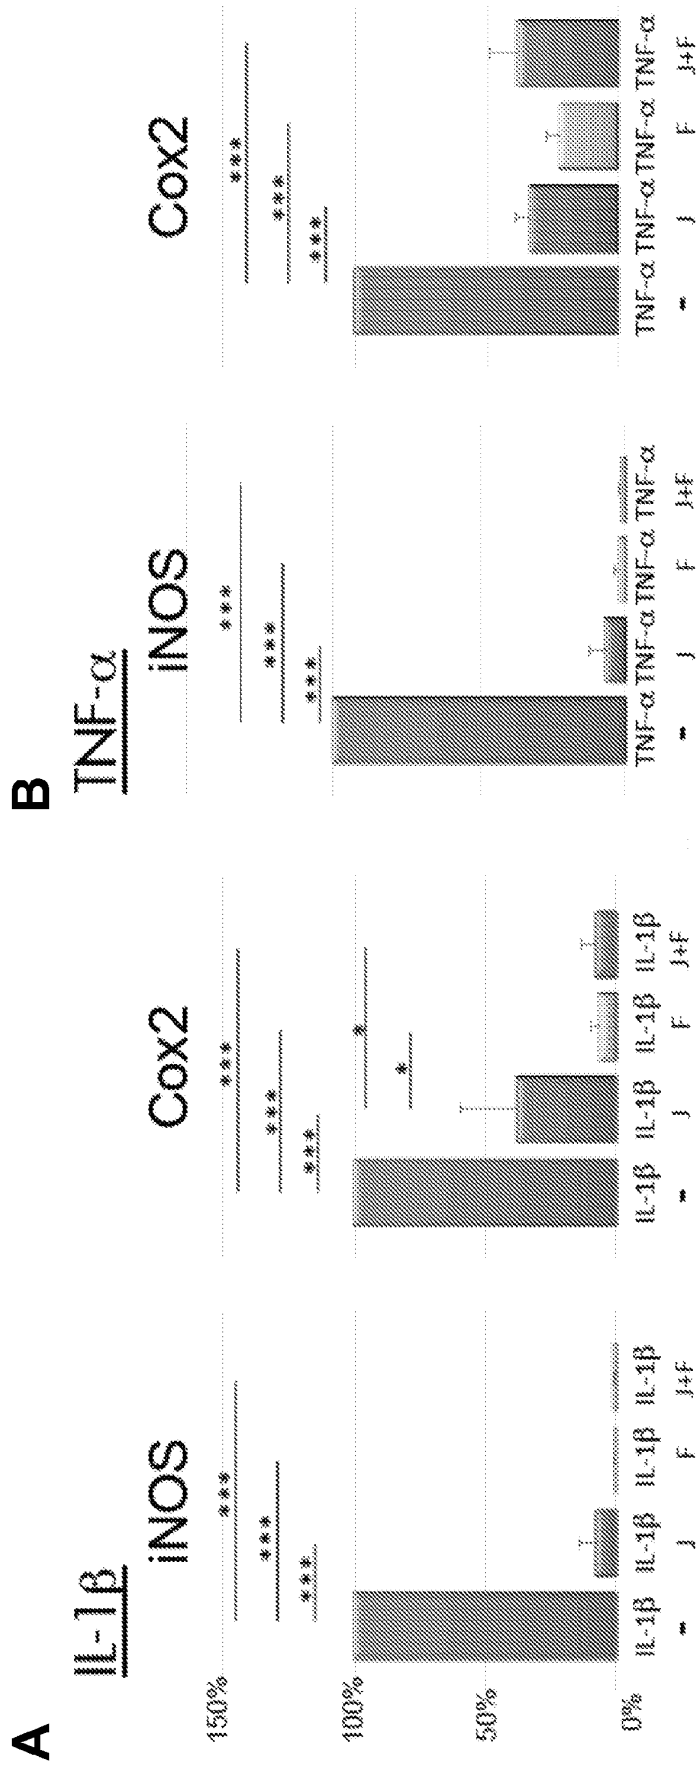 A
B
IL-1β
TNF-α
iNOS
Cox2
iNOS
Cox2
150%
100%
50%
0%
***
***
***
***
***
***
*
*
***
***
***
***
***
***
IL-1β IL-1β IL-1β IL-1β
- J F J+F
IL-1β IL-1β IL-1β IL-1β
- J F J+F
TNF-α TNF-α TNF-α TNF-α
- J F J+F
TNF-α TNF-α TNF-α TNF-α
- J F J+F